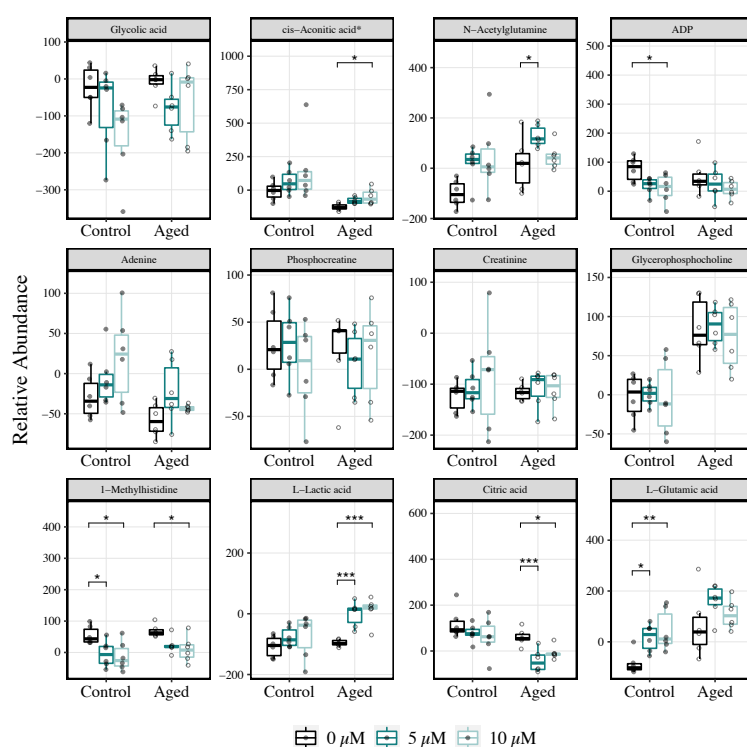 Glycolic acid cis−Aconitic acid* N−Acetylglutamine ADP
100 0 −100 −200 −300
1000 750 500 250 0 −250 *
400 200 0 −200 *
500 400 300 200 100 0 −100 *
Control Aged Control Aged Control Aged Control Aged
Relative Abundance
Adenine Phosphocreatine Creatinine Glycerophosphocholine
100 50 0 −50
100 50 0 −50
100 0 −100 −200
150 100 50 0 −50
Control Aged Control Aged Control Aged Control Aged
1−Methylhistidine L−Lactic acid Citric acid L−Glutamic acid
400 300 200 100 0 * * *
200 0 −200 *** ***
600 400 200 0 * ***
400 200 0 ** *
Control Aged Control Aged Control Aged Control Aged
0 µM 5 µM 10 µM